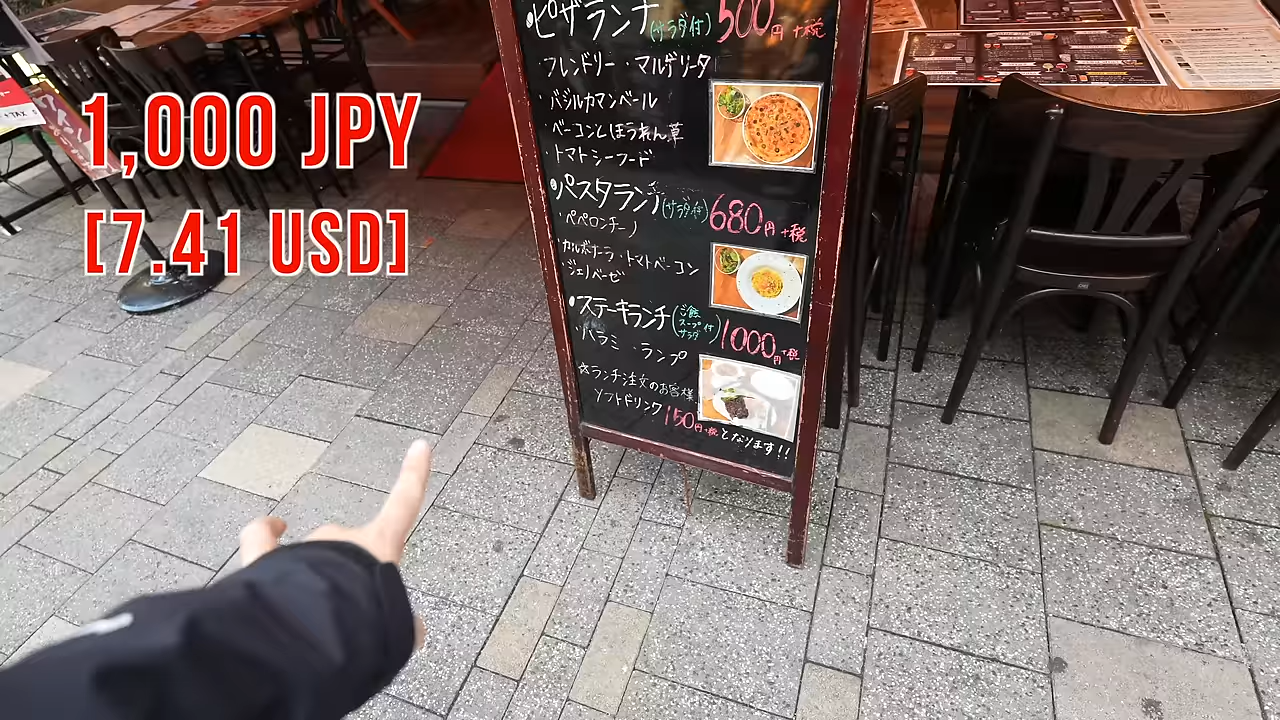 ピザランチ(サラダ付) 500円+税
・フレンドリー・マルゲリータ
・バジルカマンベール
・ベーコンとほうれん草
・トマトシーフード
パスタランチ(サラダ付) 680円+税
・ペペロンチーノ
カルボナーラ・トマトベーコン
ジェノベーゼ
ステーキランチ(ご飯 スープ サラダ付) 1000円+税
・ハラミ・ランプ
☆ランチ注文のお客様
ソフトドリンク150円+税となります!!
1,000 JPY
[7.41 USD]
+TAX